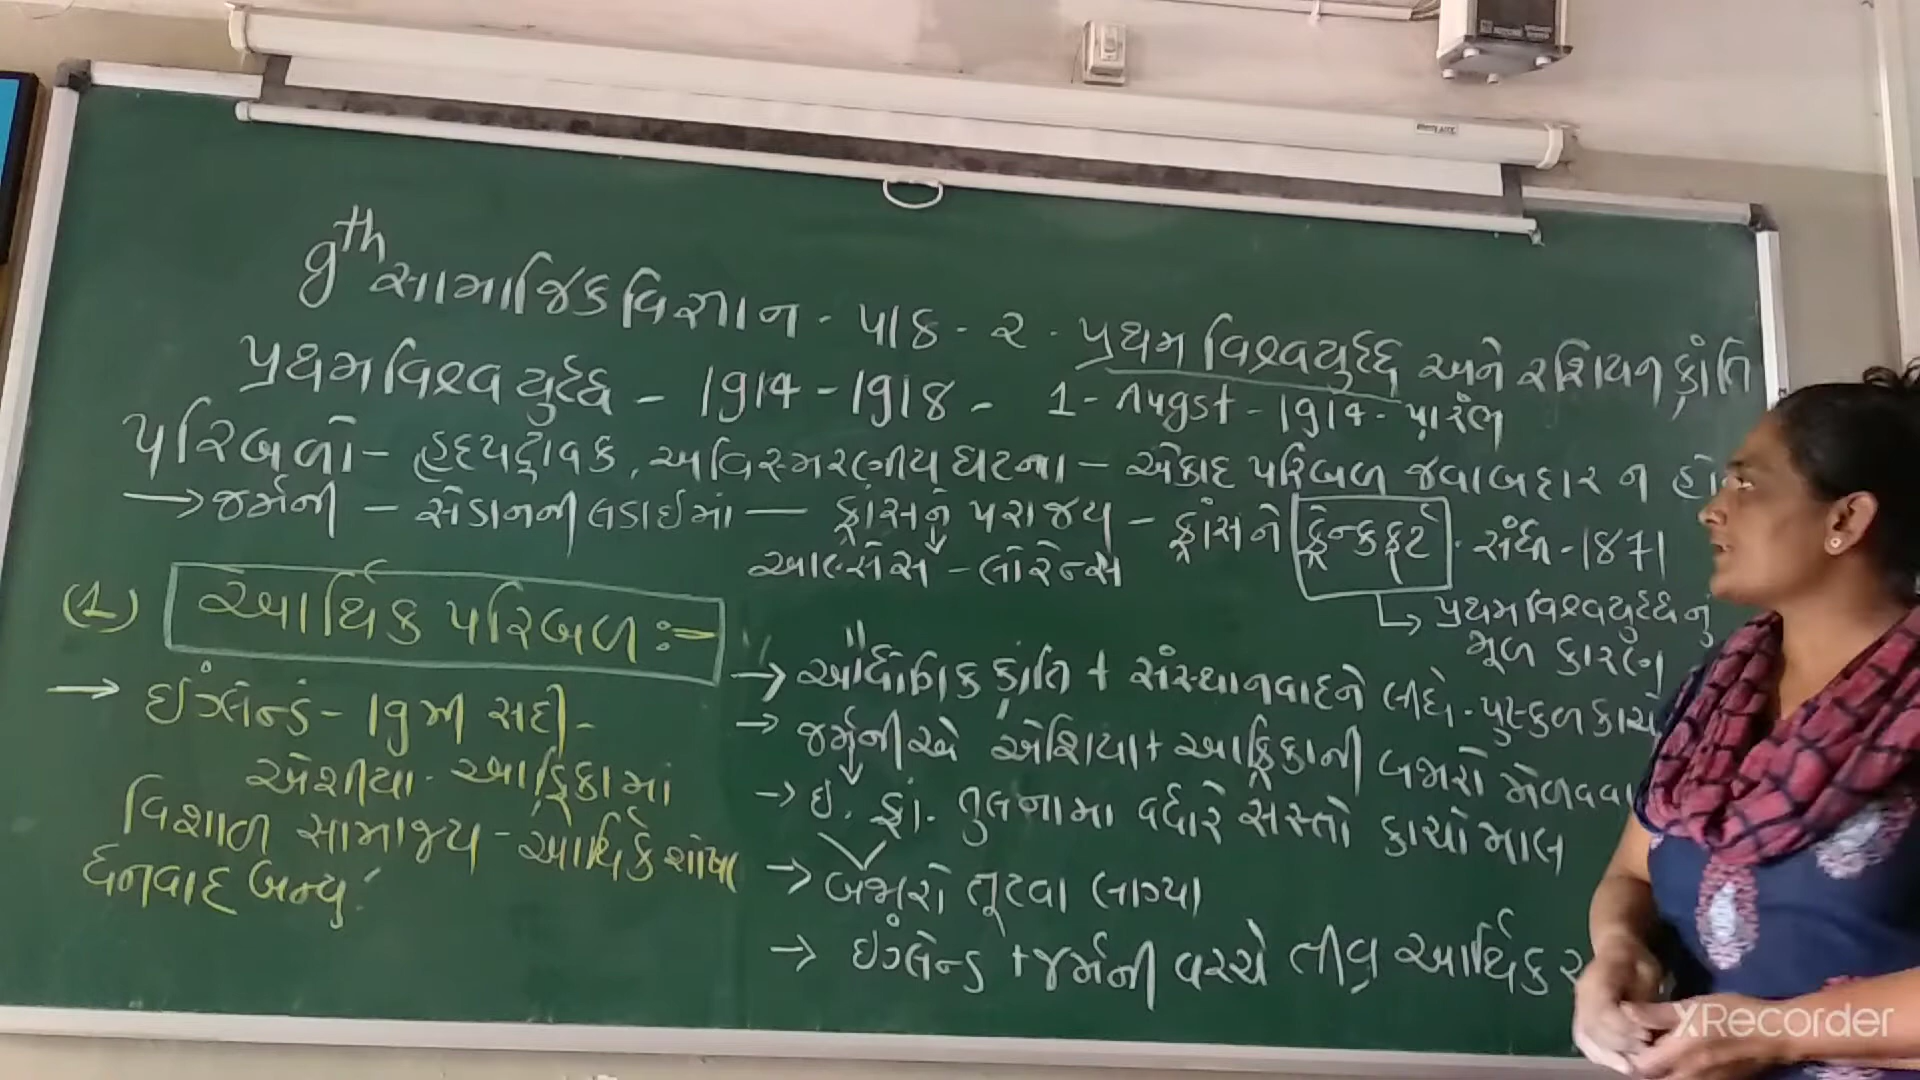 9th સામાજિક વિજ્ઞાન - પાઠ - ૨ - પ્રથમ વિશ્વયુદ્ધ અને રશિયન ક્રાંતિ
પ્રથમ વિશ્વયુદ્ધ - 1914 - 1918 - 1 - Augst - 1914 - પ્રારંભ
પરિબળો - હૃદયદ્રાવક, અવિસ્મરણીય ઘટના - એકાદ પરિબળ જવાબદાર ન
→ જર્મની - સેડાનની લડાઈમાં - ફ્રાંસનો પરાજય - ફ્રાંસને ફ્રેન્કફર્ટ. સંધી - 1871
આલ્સેસ - લોરેન્સ
↳ પ્રથમ વિશ્વયુદ્ધનું
મૂળ કારણ
(1) આર્થિક પરિબળ :-
→ ઇંગ્લેન્ડ - 19મી સદી -
એશીયા. આફ્રિકામાં
વિશાળ સામ્રાજ્ય - આર્થિક
ધનવાદ બન્યું.
→ ઔદ્યોગિક ક્રાંતિ + સંસ્થાનવાદને લીધે. પુષ્કળ
→ જર્મનીએ એશિયા + આફ્રિકાની બજારો
→ ઇ. ફ્રાં. તુલનામા વધારે સસ્તો કાચો માલ
→ બજારો તૂટવા લાગ્યા
→ ઇંગ્લેન્ડ + જર્મની વચ્ચે તીવ્ર આર્થિક
XRecorder